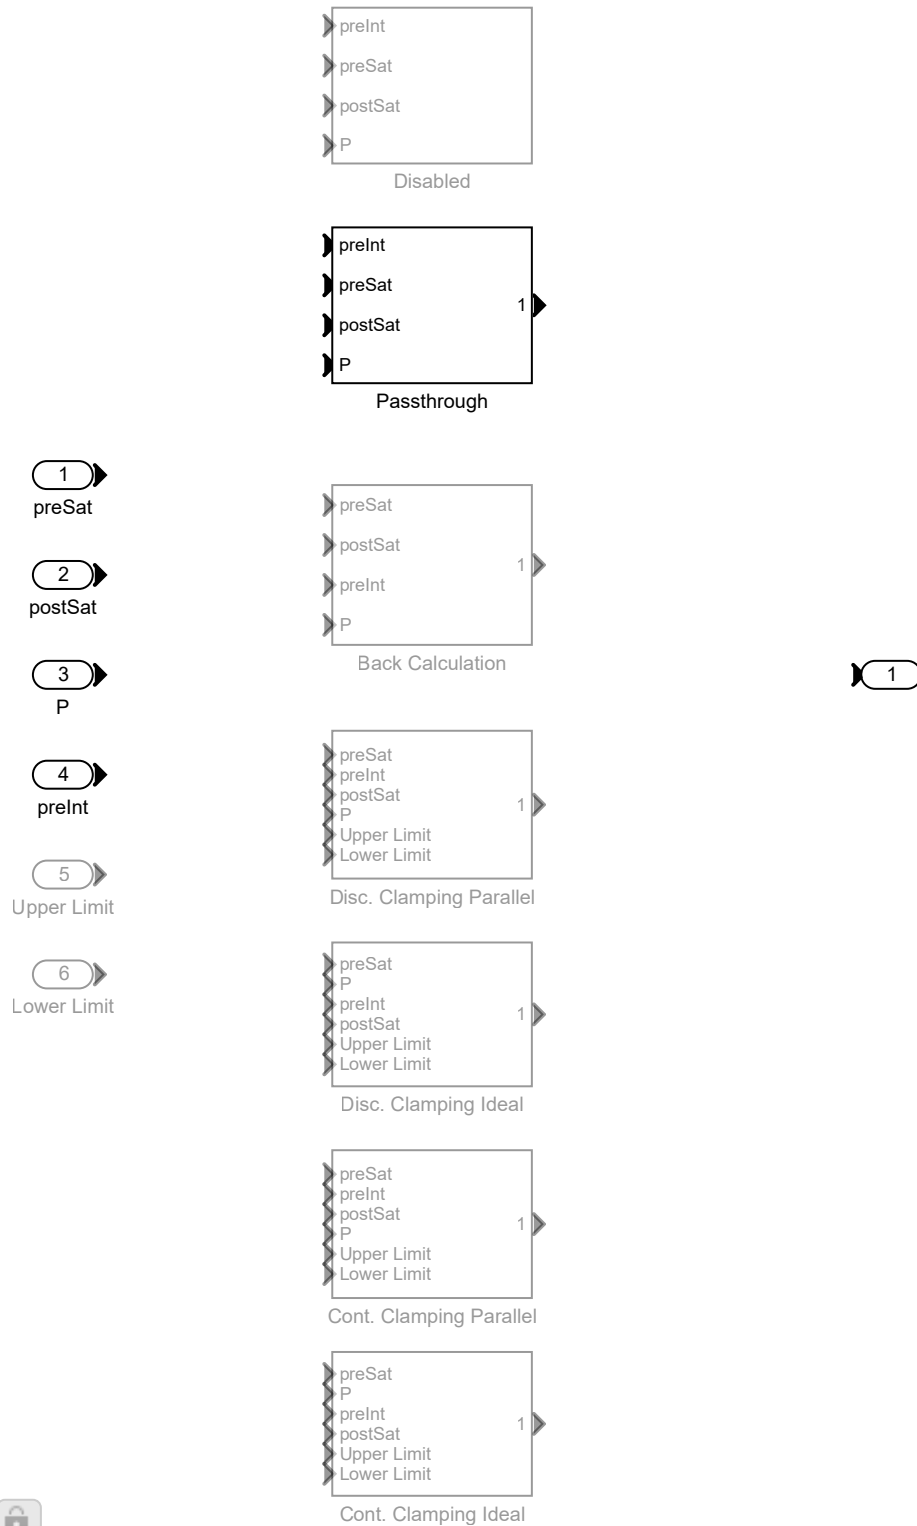 preInt
preSat
postSat
P
Disabled
preInt
preSat
postSat
P
1
Passthrough
1
preSat
2
postSat
3
P
4
preInt
5
Upper Limit
6
Lower Limit
preSat
postSat
preInt
P
1
Back Calculation
preSat
preInt
postSat
P
Upper Limit
Lower Limit
1
Disc. Clamping Parallel
preSat
P
preInt
postSat
Upper Limit
Lower Limit
1
Disc. Clamping Ideal
preSat
preInt
postSat
P
Upper Limit
Lower Limit
1
Cont. Clamping Parallel
preSat
P
preInt
postSat
Upper Limit
Lower Limit
1
Cont. Clamping Ideal
1